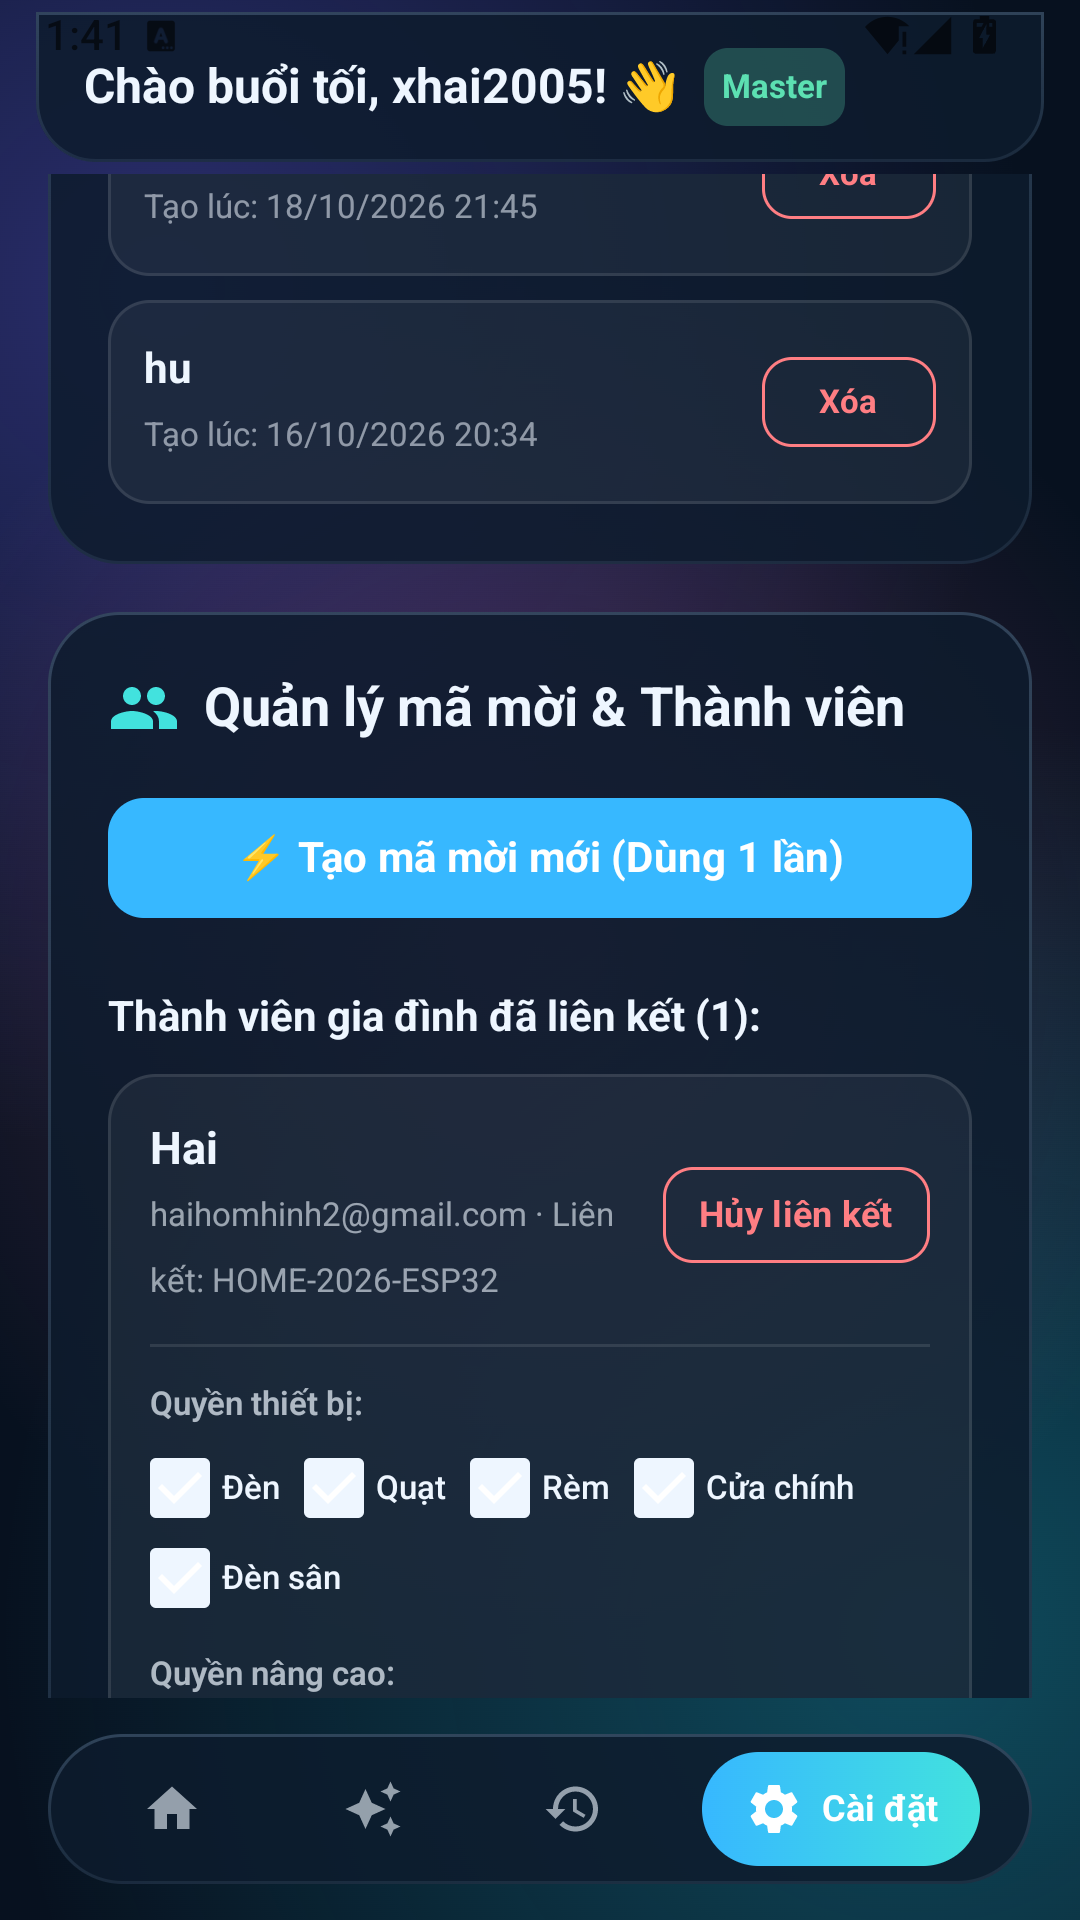 1:41
Chào buổi tối, xhai2005! 👋 Master
Xóa
Tạo lúc: 18/10/2026 21:45
hu
Xóa
Tạo lúc: 16/10/2026 20:34
Quản lý mã mời & Thành viên
⚡ Tạo mã mời mới (Dùng 1 lần)
Thành viên gia đình đã liên kết (1):
Hai
haihomhinh2@gmail.com · Liên
kết: HOME-2026-ESP32
Hủy liên kết
Quyền thiết bị:
Đèn Quạt Rèm Cửa chính
Đèn sân
Quyền nâng cao:
Cài đặt